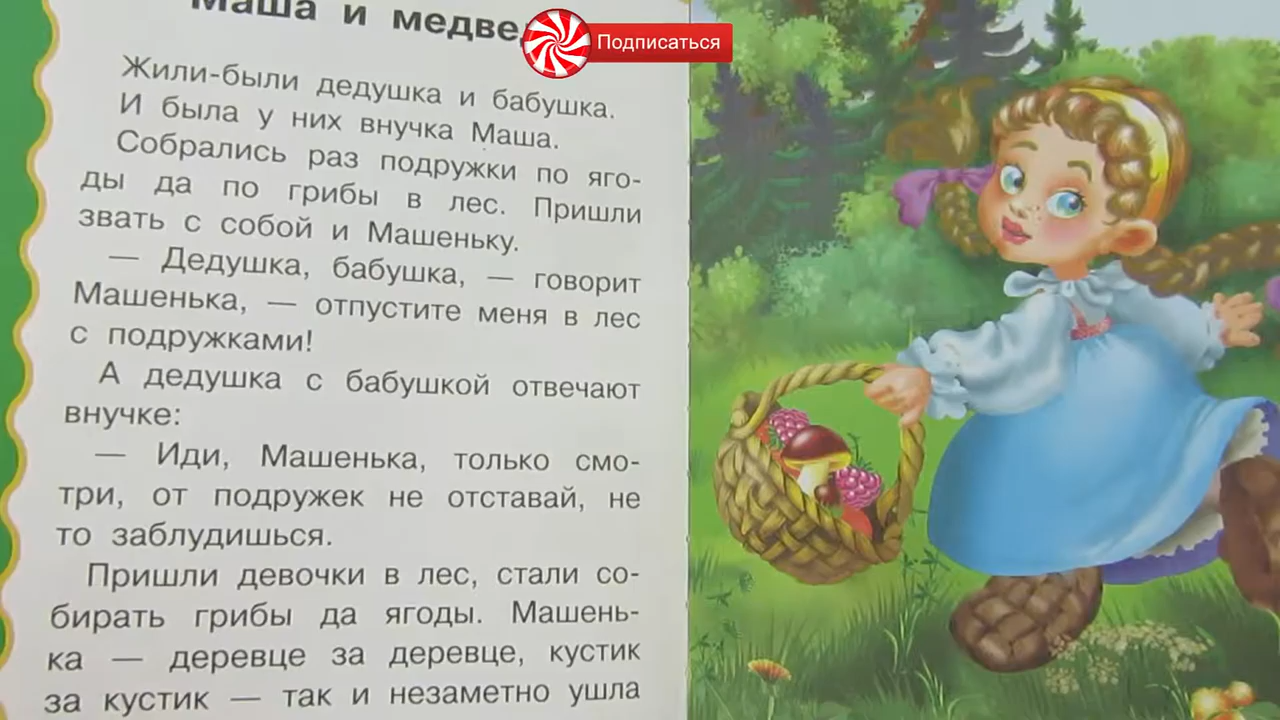 Маша и
Подписаться
Жили-были дедушка и бабушка.
И была у них внучка Маша.
Собрались раз подружки по яго-
ды да по грибы в лес. Пришли
звать с собой и Машеньку.
— Дедушка, бабушка, — говорит
Машенька, — отпустите меня в лес
с подружками!
А дедушка с бабушкой отвечают
внучке:
— Иди, Машенька, только смо-
три, от подружек не отставай, не
то заблудишься.
Пришли девочки в лес, стали со-
бирать грибы да ягоды. Машень-
ка — деревце за деревце, кустик
за кустик — так и незаметно ушла